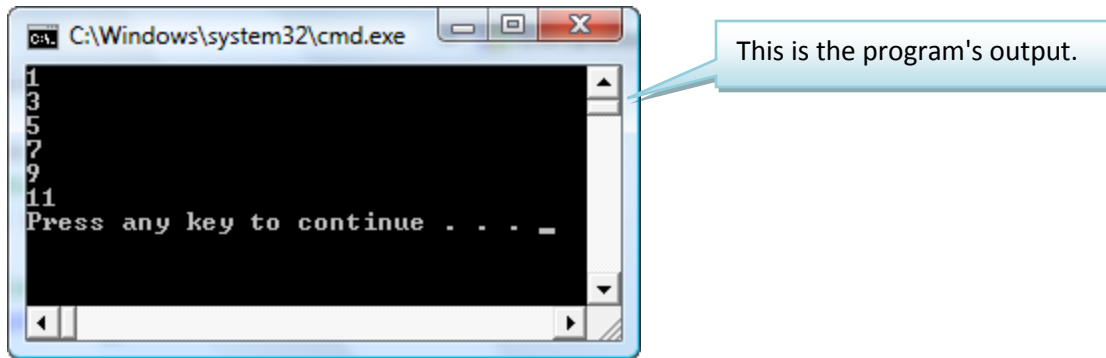 C:\Windows\system32\cmd.exe
This is the program's output.
1
3
5
7
9
11
Press any key to continue . . . _